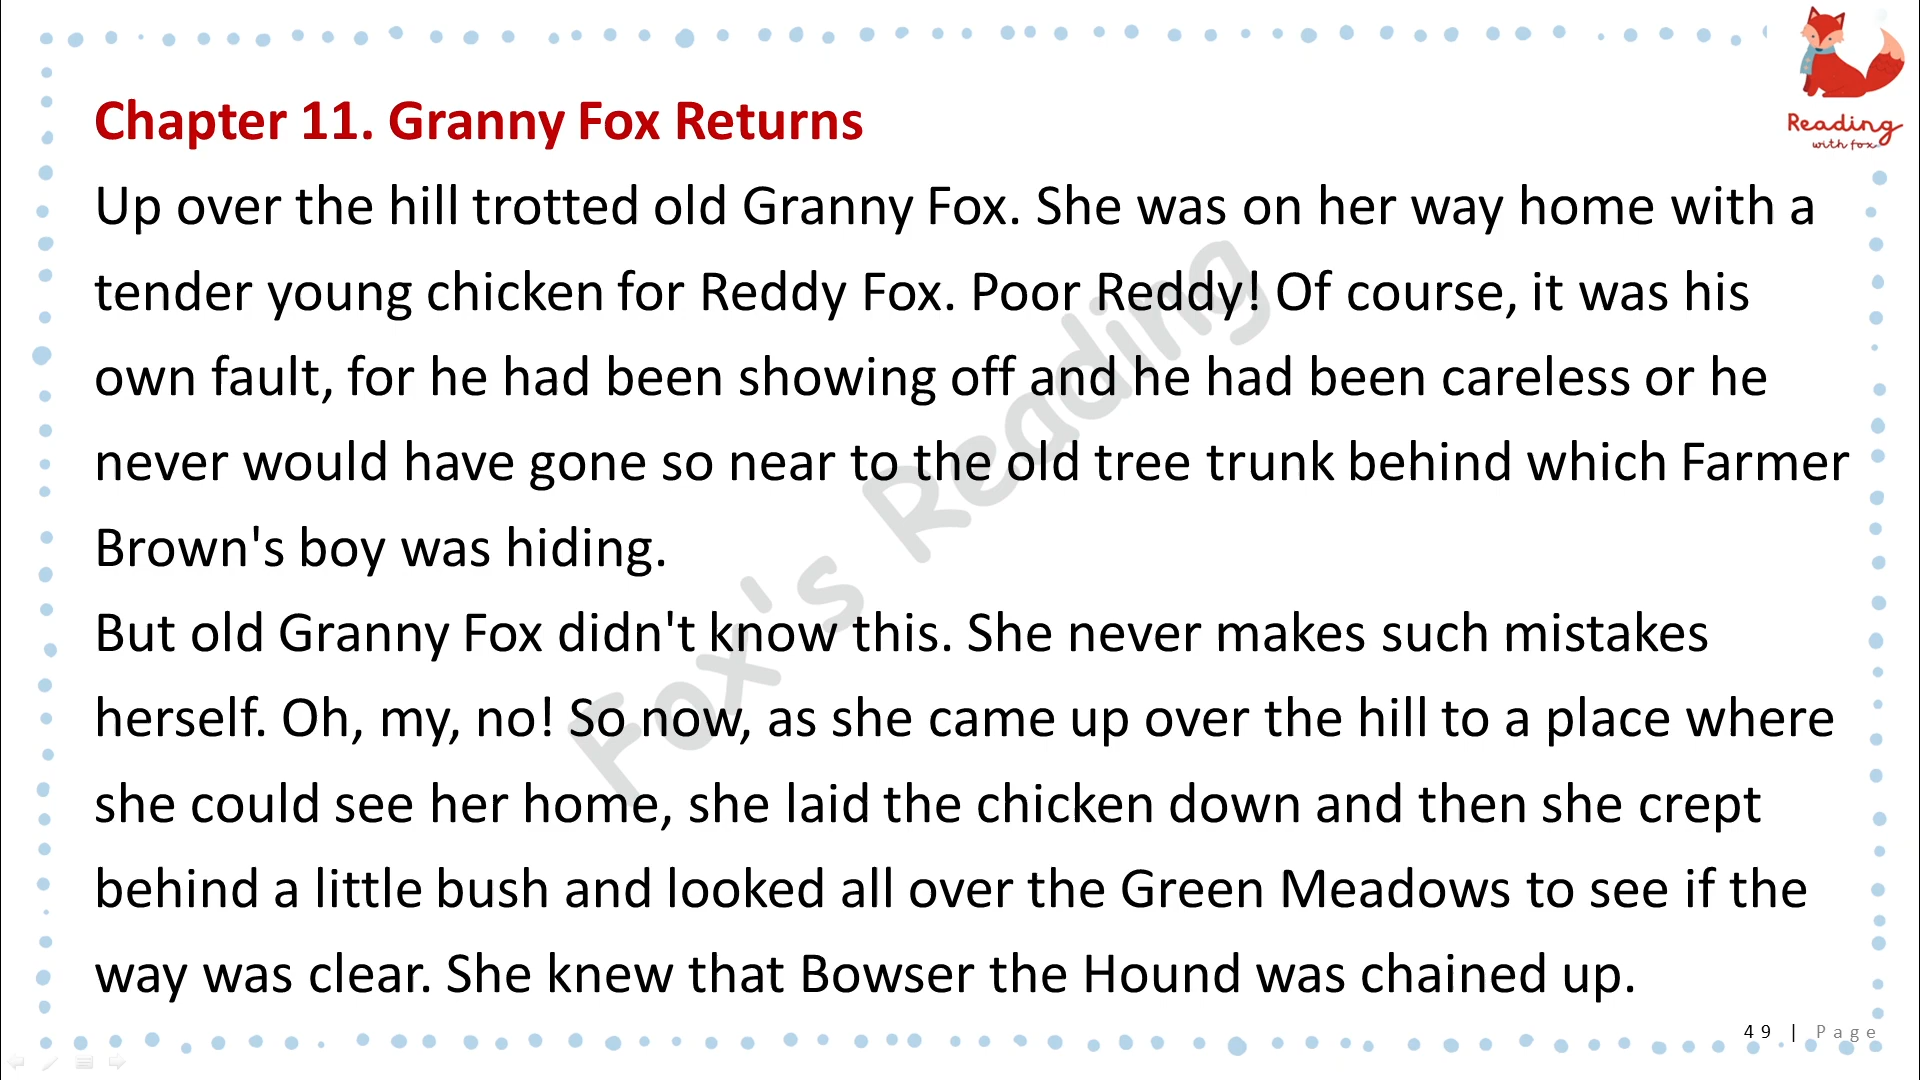 Reading
with fox
Chapter 11. Granny Fox Returns
Up over the hill trotted old Granny Fox. She was on her way home with a
tender young chicken for Reddy Fox. Poor Reddy! Of course, it was his
own fault, for he had been showing off and he had been careless or he
never would have gone so near to the old tree trunk behind which Farmer
Brown's boy was hiding.
But old Granny Fox didn't know this. She never makes such mistakes
herself. Oh, my, no! So now, as she came up over the hill to a place where
she could see her home, she laid the chicken down and then she crept
behind a little bush and looked all over the Green Meadows to see if the
way was clear. She knew that Bowser the Hound was chained up.
Fox's Reading
49 | Page